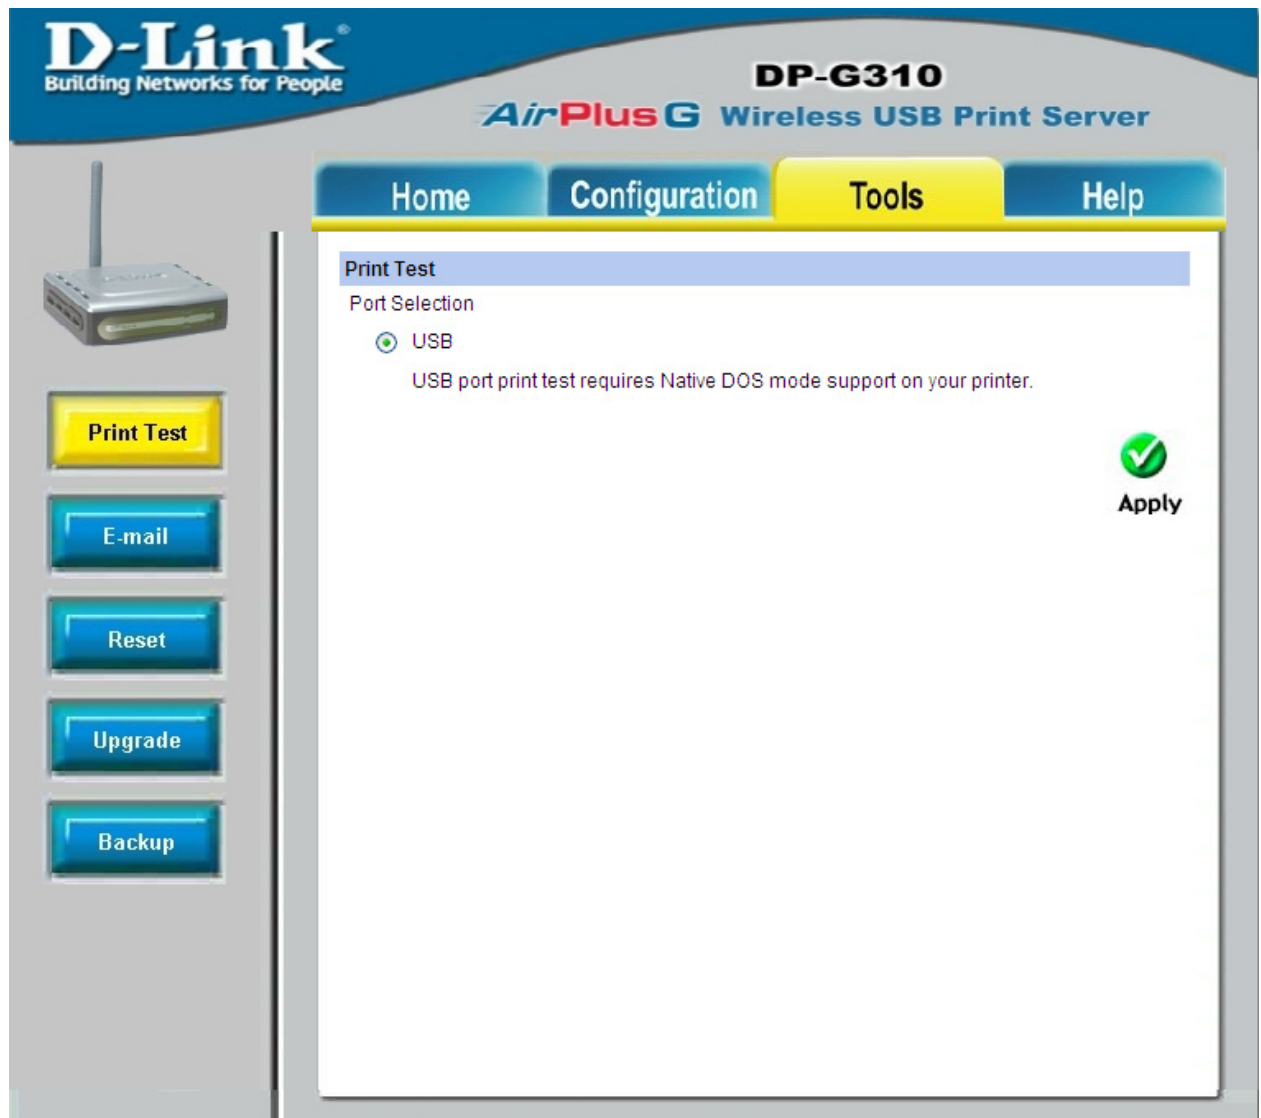 D-Link®
Building Networks for People
DP-G310
AirPlus G Wireless USB Print Server
Home Configuration Tools Help
Print Test
Port Selection
USB
USB port print test requires Native DOS mode support on your printer.
Apply
Print Test
E-mail
Reset
Upgrade
Backup